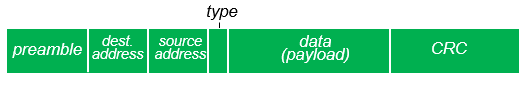 type
preamble
dest.
address
source
address
data
(payload)
CRC